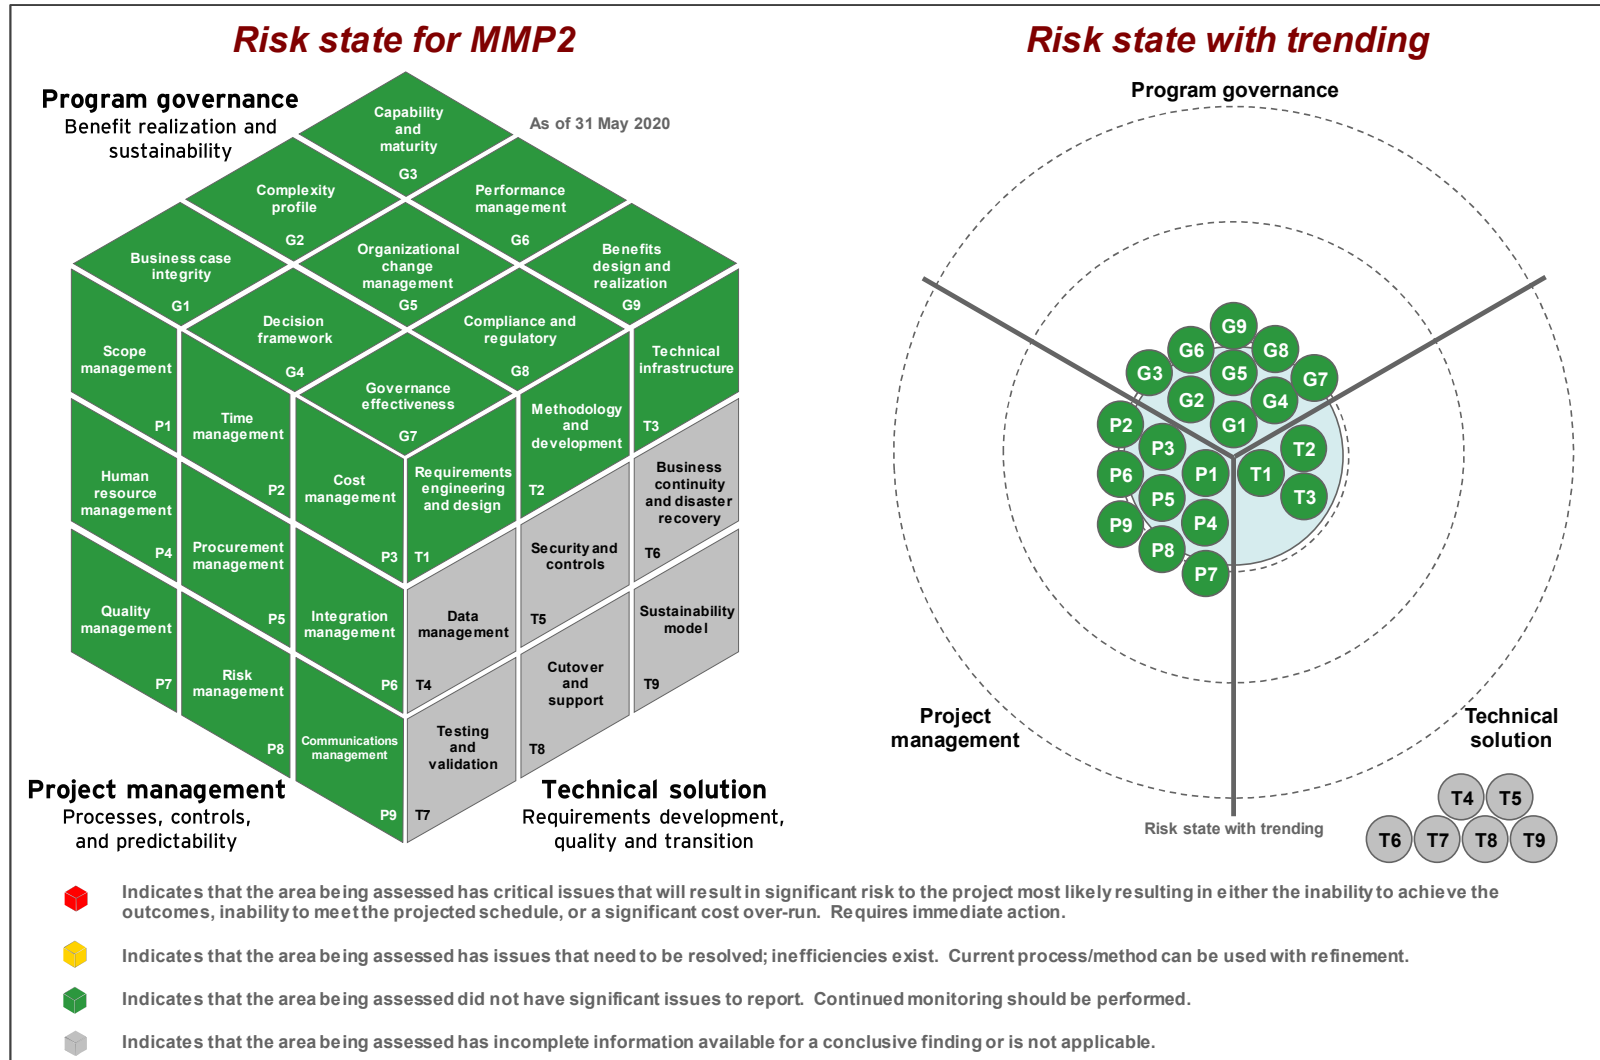 Risk state for MMP2
Risk state with trending
Program governance
Benefit realization and
sustainability
As of 31 May 2020
Capability
and
maturity
G3
Complexity
profile
G2
Performance
management
G6
Business case
integrity
G1
Organizational
change
management
G5
Benefits
design and
realization
G9
Decision
framework
G4
Compliance and
regulatory
G8
Governance
effectiveness
G7
Scope
management
P1
Time
management
P2
Cost
management
P3
Human
resource
management
P4
Procurement
management
P5
Integration
management
P6
Quality
management
P7
Risk
management
P8
Communications
management
P9
Requirements
engineering
and design
T1
Methodology
and
development
T2
Technical
infrastructure
T3
Data
management
T4
Security and
controls
T5
Business
continuity
and disaster
recovery
T6
Testing
and
validation
T7
Cutover
and
support
T8
Sustainability
model
T9
Project management
Processes, controls,
and predictability
Technical solution
Requirements development,
quality and transition
Program governance
G9
G6
G8
G3
G5
G7
G2
G4
G1
P2
P3
P6
P1
P5
P9
P4
P8
P7
T2
T1
T3
Project
management
Technical
solution
Risk state with trending
T4
T5
T6
T7
T8
T9
Indicates that the area being assessed has critical issues that will result in significant risk to the project most likely resulting in either the inability to achieve the
outcomes, inability to meet the projected schedule, or a significant cost over-run. Requires immediate action.
Indicates that the area being assessed has issues that need to be resolved; inefficiencies exist. Current process/method can be used with refinement.
Indicates that the area being assessed did not have significant issues to report. Continued monitoring should be performed.
Indicates that the area being assessed has incomplete information available for a conclusive finding or is not applicable.